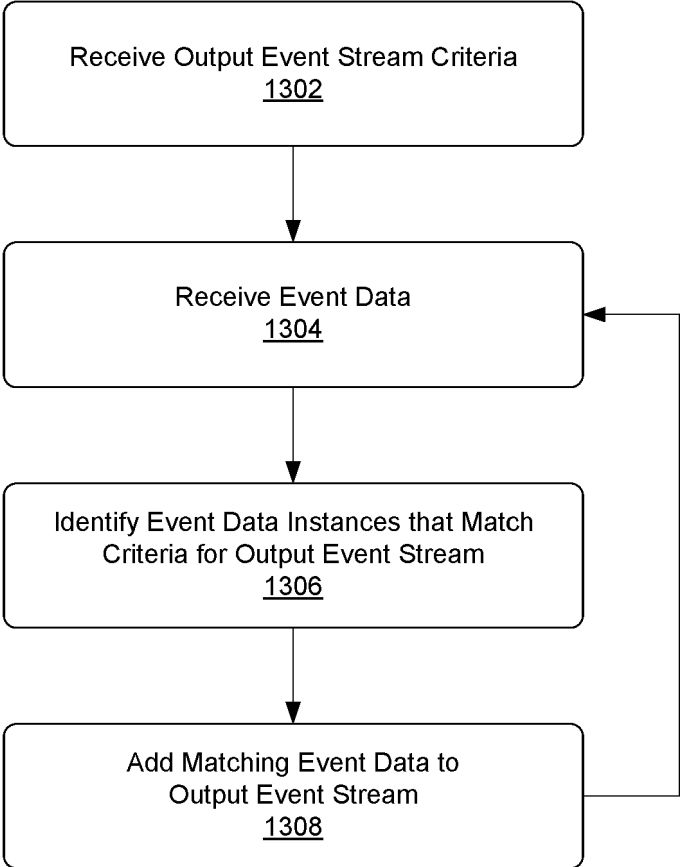 Receive Output Event Stream Criteria
1302
Receive Event Data
1304
Identify Event Data Instances that Match
Criteria for Output Event Stream
1306
Add Matching Event Data to
Output Event Stream
1308